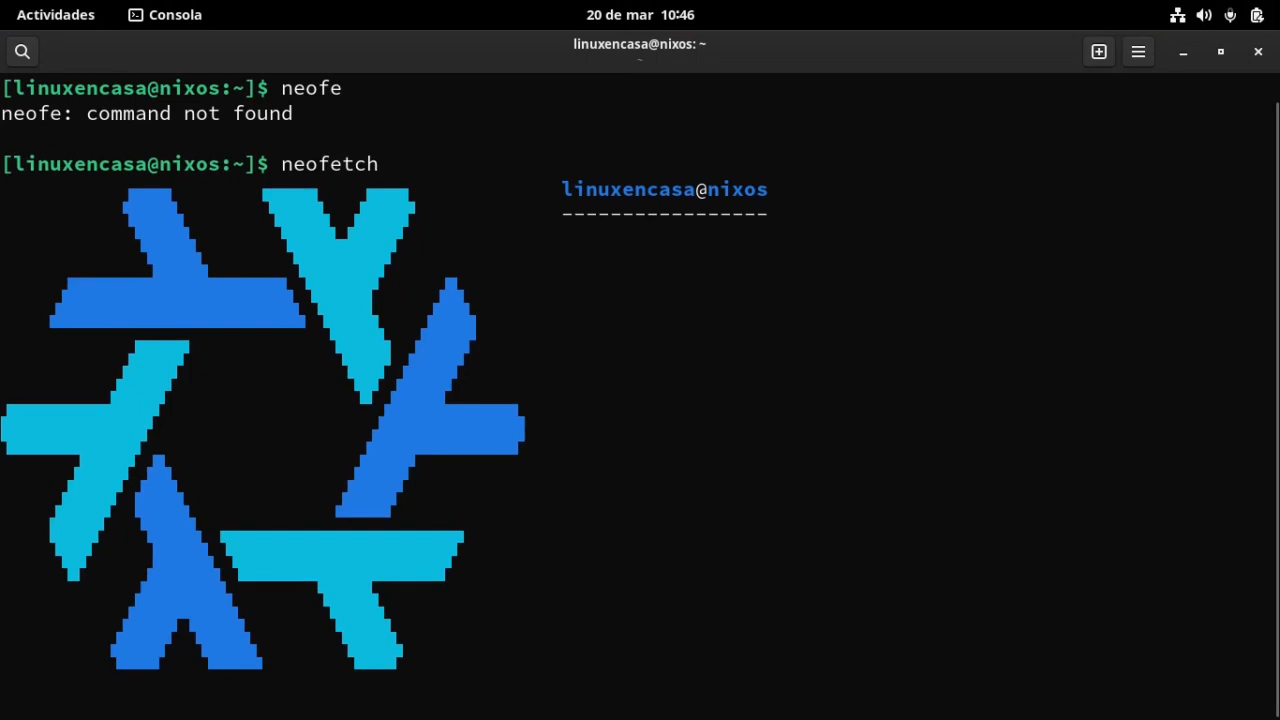 Actividades
Consola
20 de mar 10:46
linuxencasa@nixos: ~
~
[linuxencasa@nixos:~]$ neofe
neofe: command not found
[linuxencasa@nixos:~]$ neofetch
linuxencasa@nixos
-----------------